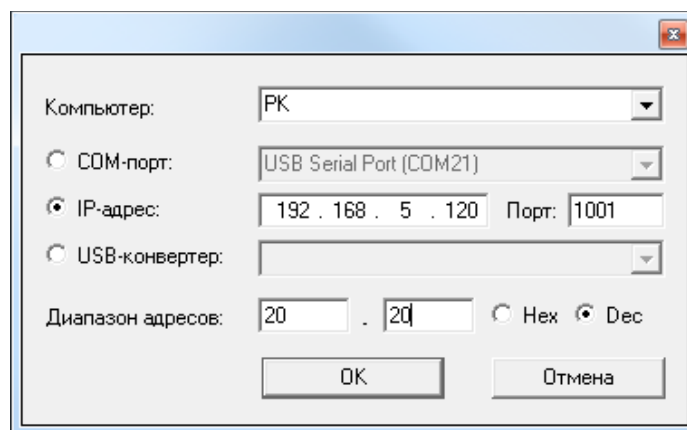 Компьютер: PK
COM-порт: USB Serial Port (COM21)
IP-адрес: 192 . 168 . 5 . 120 Порт: 1001
USB-конвертер:
Диапазон адресов: 20 . 20 Hex Dec
OK Отмена